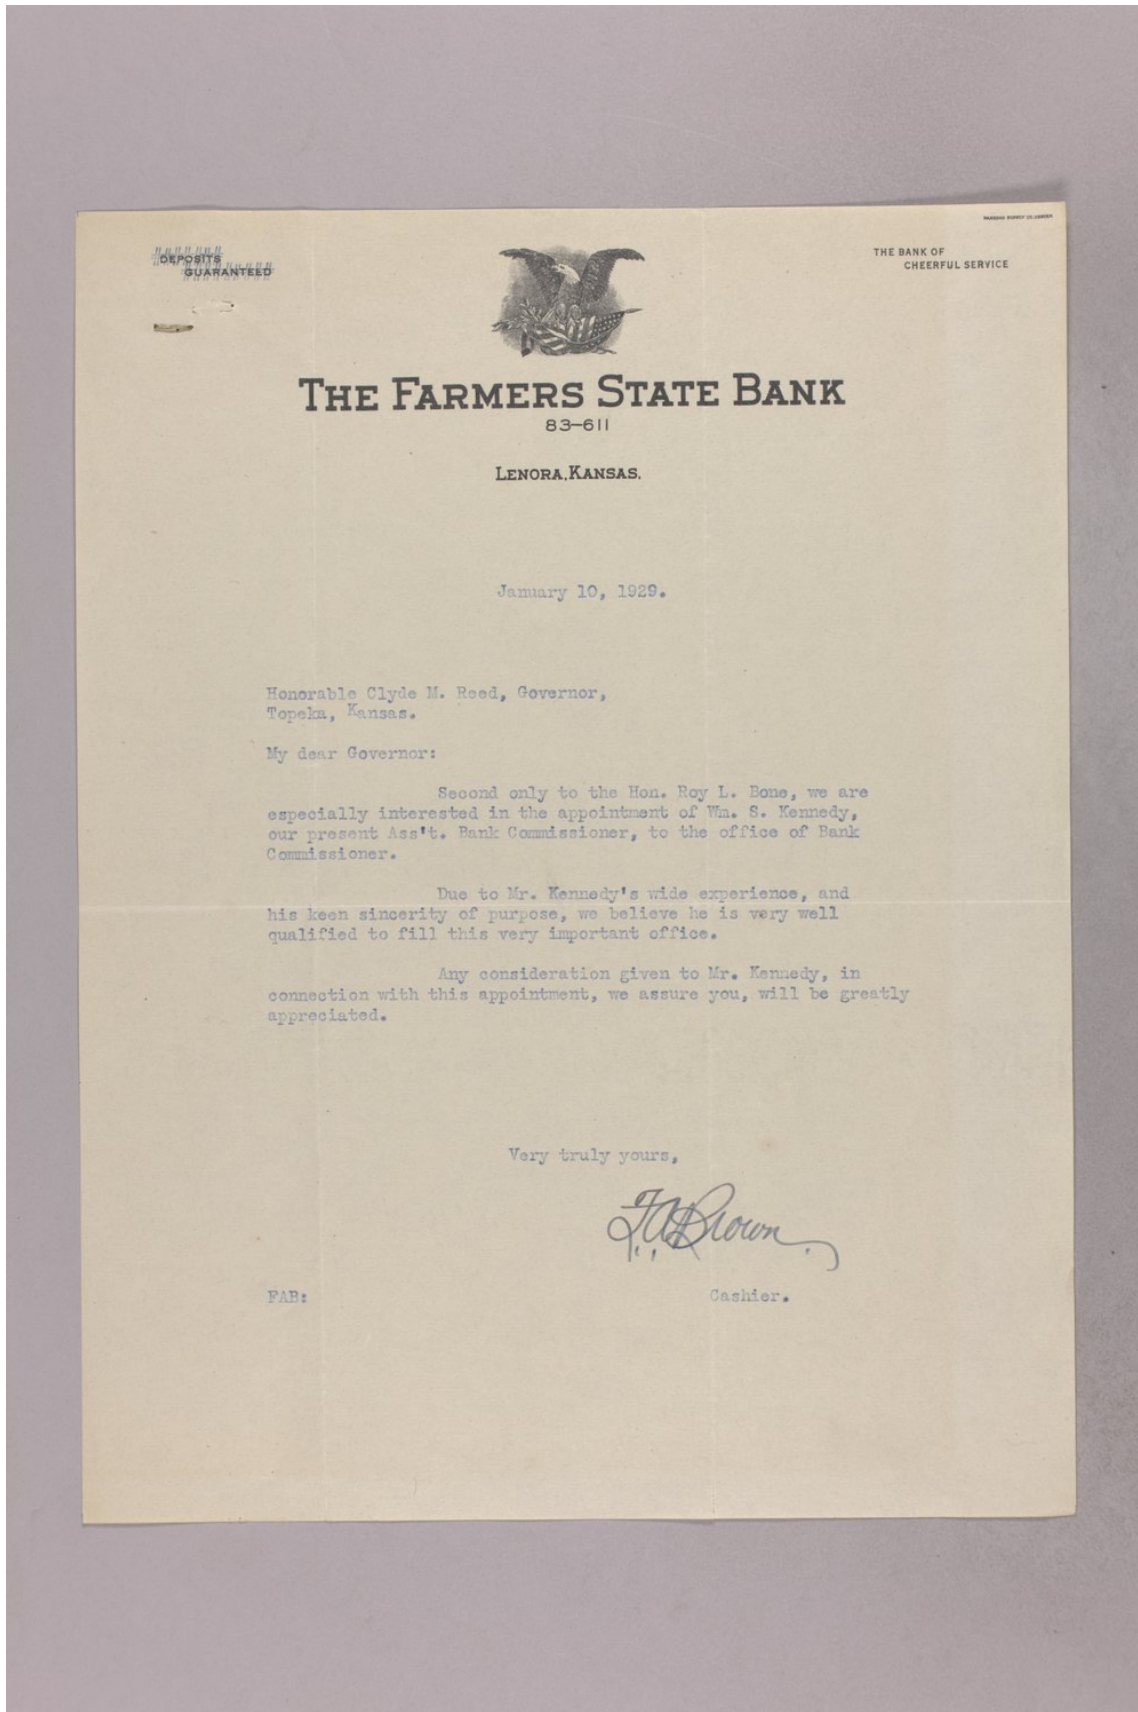 DEPOSITS
GUARANTEED
THE BANK OF
CHEERFUL SERVICE
THE FARMERS STATE BANK
83-611
LENORA, KANSAS.
January 10, 1929.
Honorable Clyde M. Reed, Governor,
Topeka, Kansas.
My dear Governor:
Second only to the Hon. Roy L. Bone, we are
especially interested in the appointment of Wm. S. Kennedy,
our present Ass't. Bank Commissioner, to the office of Bank
Commissioner.
Due to Mr. Kennedy's wide experience, and
his keen sincerity of purpose, we believe he is very well
qualified to fill this very important office.
Any consideration given to Mr. Kennedy, in
connection with this appointment, we assure you, will be greatly
appreciated.
Very truly yours,
F.A. Brown
FAB: Cashier.